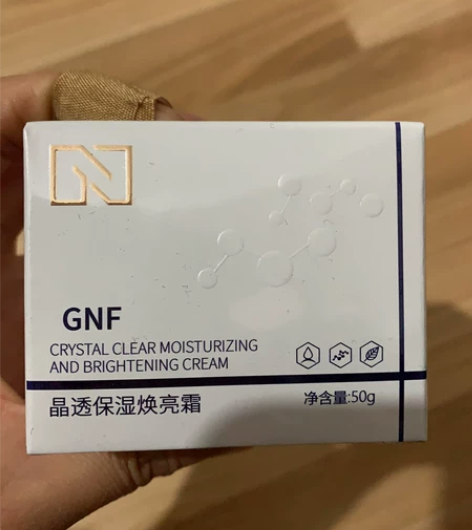 GNF
CRYSTAL CLEAR MOISTURIZING
AND BRIGHTENING CREAM
晶透保湿焕亮霜
净含量:50g